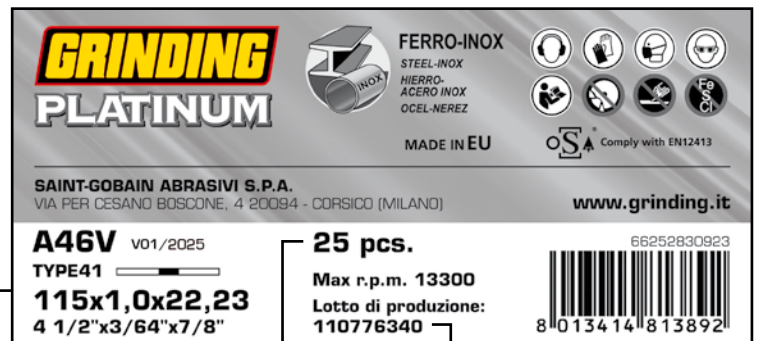 GRINDING
PLATINUM
INOX
FERRO-INOX
STEEL-INOX
HIERRO-
ACERO INOX
OCEL-NEREZ
MADE IN EU
Fe
S
Cl
oSA
® Comply with EN12413
SAINT-GOBAIN ABRASIVI S.P.A.
VIA PER CESANO BOSCONE, 4 20094 - CORSICO (MILANO)
www.grinding.it
A46V V01/2025
TYPE41
115x1,0x22,23
4 1/2"x3/64"x7/8"
25 pcs.
Max r.p.m. 13300
Lotto di produzione:
110776340
66252830923
8 013414 813892